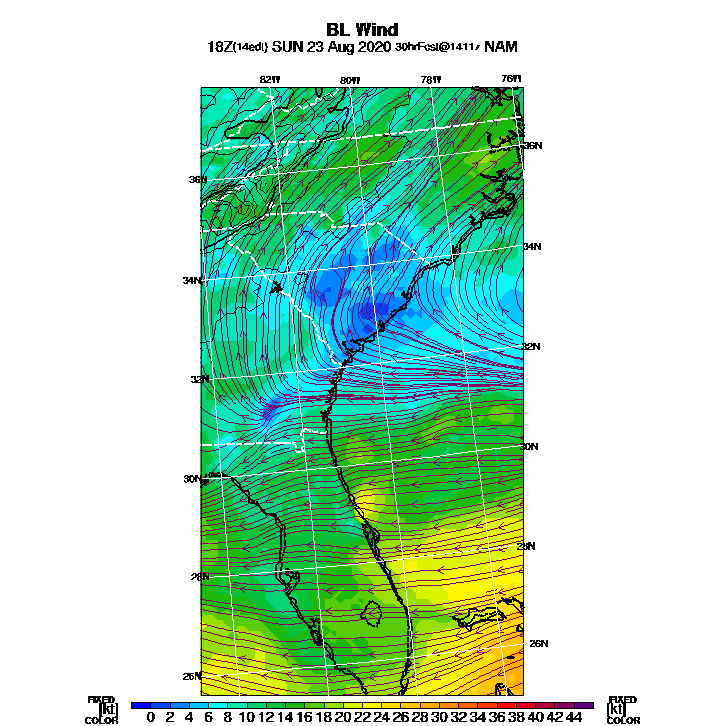 BL Wind
18Z(14edt) SUN 23 Aug 2020 30hrFcst@1411z NAM
82W 80W 78W 76W
36N
36N
34N
34N
32N
32N
30N
30N
28N
28N
26N
26N
FIXED FIXED
[kt] 0 2 4 6 8 10 12 14 16 18 20 22 24 26 28 30 32 34 36 38 40 42 44 [kt]
COLOR COLOR